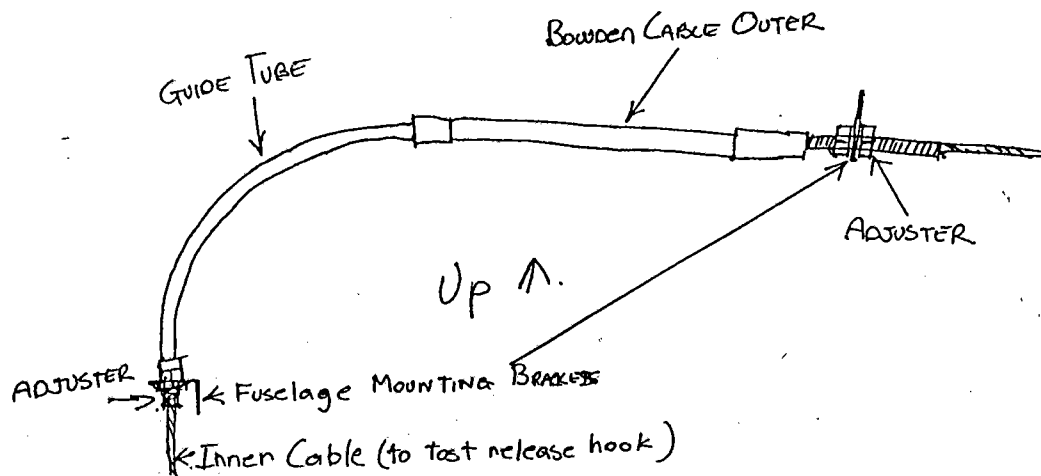 BOWDEN CABLE OUTER
GUIDE TUBE
ADJUSTER
Up ↑.
ADJUSTER
Fuselage MOUNTING BRACKETS
Inner Cable (to tost release hook)